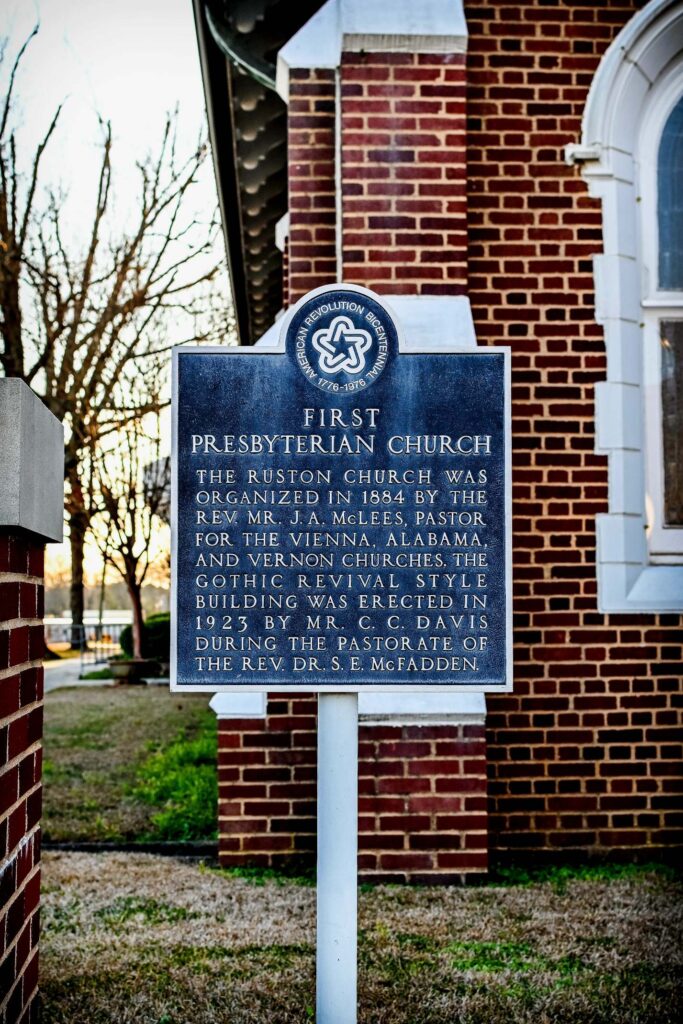 AMERICAN REVOLUTION BICENTENNIAL
1776-1976
FIRST
PRESBYTERIAN CHURCH
THE RUSTON CHURCH WAS
ORGANIZED IN 1884 BY THE
REV. MR. J. A. McLEES, PASTOR
FOR THE VIENNA, ALABAMA,
AND VERNON CHURCHES. THE
GOTHIC REVIVAL STYLE
BUILDING WAS ERECTED IN
1923 BY MR. C. C. DAVIS
DURING THE PASTORATE OF
THE REV. DR. S. E. McFADDEN.